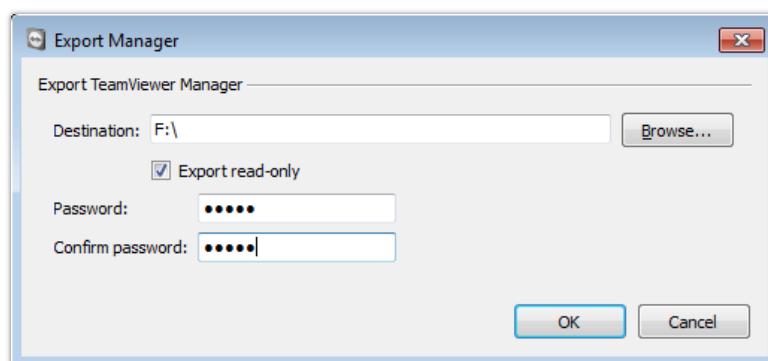 Export Manager
Export TeamViewer Manager
Destination: F:\ Browse...
Export read-only
Password: •••••
Confirm password: •••••
OK Cancel